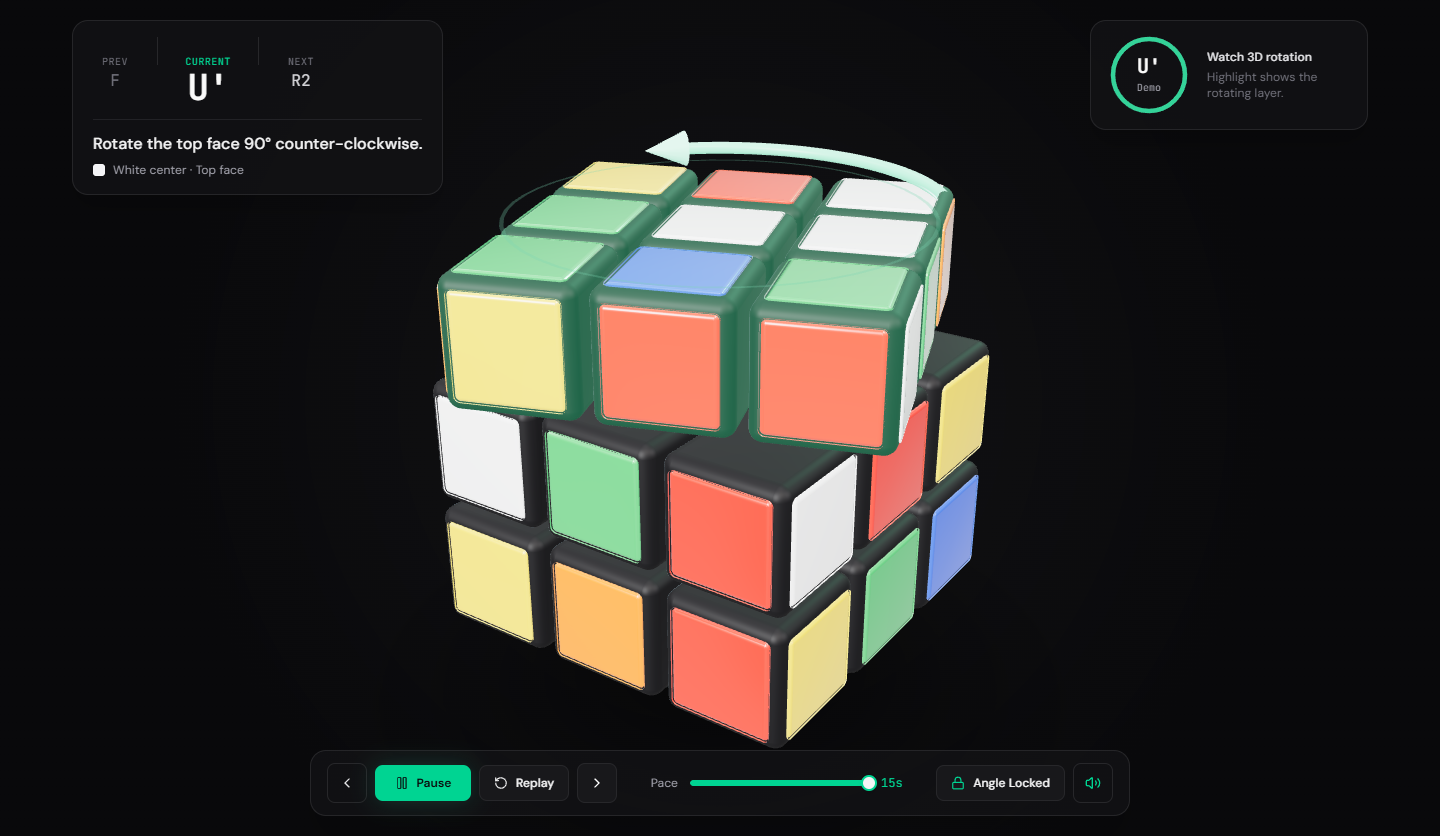 PREV
F
CURRENT
U'
NEXT
R2
Rotate the top face 90° counter-clockwise.
White center · Top face
U'
Demo
Watch 3D rotation
Highlight shows the
rotating layer.
Pause
Replay
Pace
15s
Angle Locked